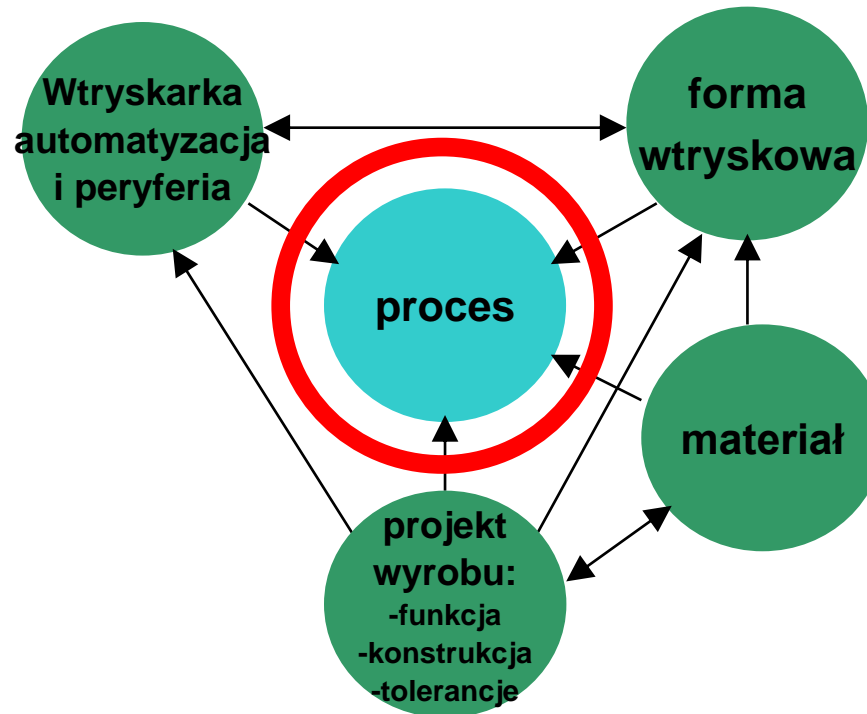 Wtryskarka
automatyzacja
i peryferia
forma
wtryskowa
proces
materiał
projekt
wyrobu:
-funkcja
-konstrukcja
-tolerancje